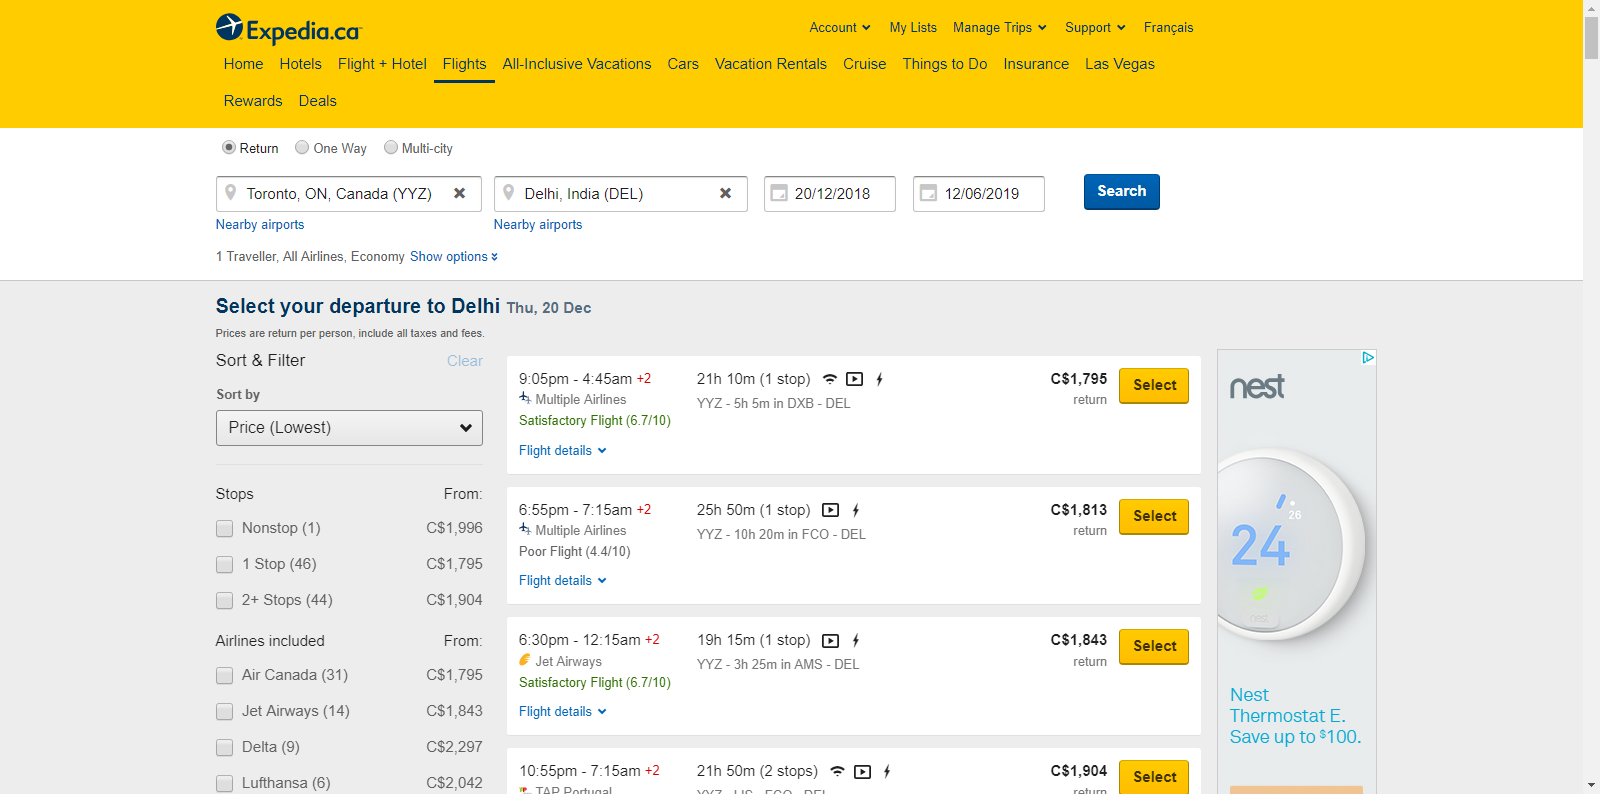 Expedia.ca
Account My Lists Manage Trips Support Français
Home Hotels Flight + Hotel Flights All-Inclusive Vacations Cars Vacation Rentals Cruise Things to Do Insurance Las Vegas
Rewards Deals
Return One Way Multi-city
Toronto, ON, Canada (YYZ) Delhi, India (DEL) 20/12/2018 12/06/2019 Search
Nearby airports Nearby airports
1 Traveller, All Airlines, Economy Show options
Select your departure to Delhi Thu, 20 Dec
Prices are return per person, include all taxes and fees.
Sort & Filter Clear
Sort by
Price (Lowest)
Stops From:
Nonstop (1) C$1,996
1 Stop (46) C$1,795
2+ Stops (44) C$1,904
Airlines included From:
Air Canada (31) C$1,795
Jet Airways (14) C$1,843
Delta (9) C$2,297
Lufthansa (6) C$2,042
9:05pm - 4:45am +2 21h 10m (1 stop) C$1,795 Select
Multiple Airlines YYZ - 5h 5m in DXB - DEL return
Satisfactory Flight (6.7/10)
Flight details
6:55pm - 7:15am +2 25h 50m (1 stop) C$1,813 Select
Multiple Airlines YYZ - 10h 20m in FCO - DEL return
Poor Flight (4.4/10)
Flight details
6:30pm - 12:15am +2 19h 15m (1 stop) C$1,843 Select
Jet Airways YYZ - 3h 25m in AMS - DEL return
Satisfactory Flight (6.7/10)
Flight details
10:55pm - 7:15am +2 21h 50m (2 stops) C$1,904 Select
TAP Portugal YYZ - LIS - FCO - DEL return
nest
26
24
nest
Nest
Thermostat E.
Save up to $100.